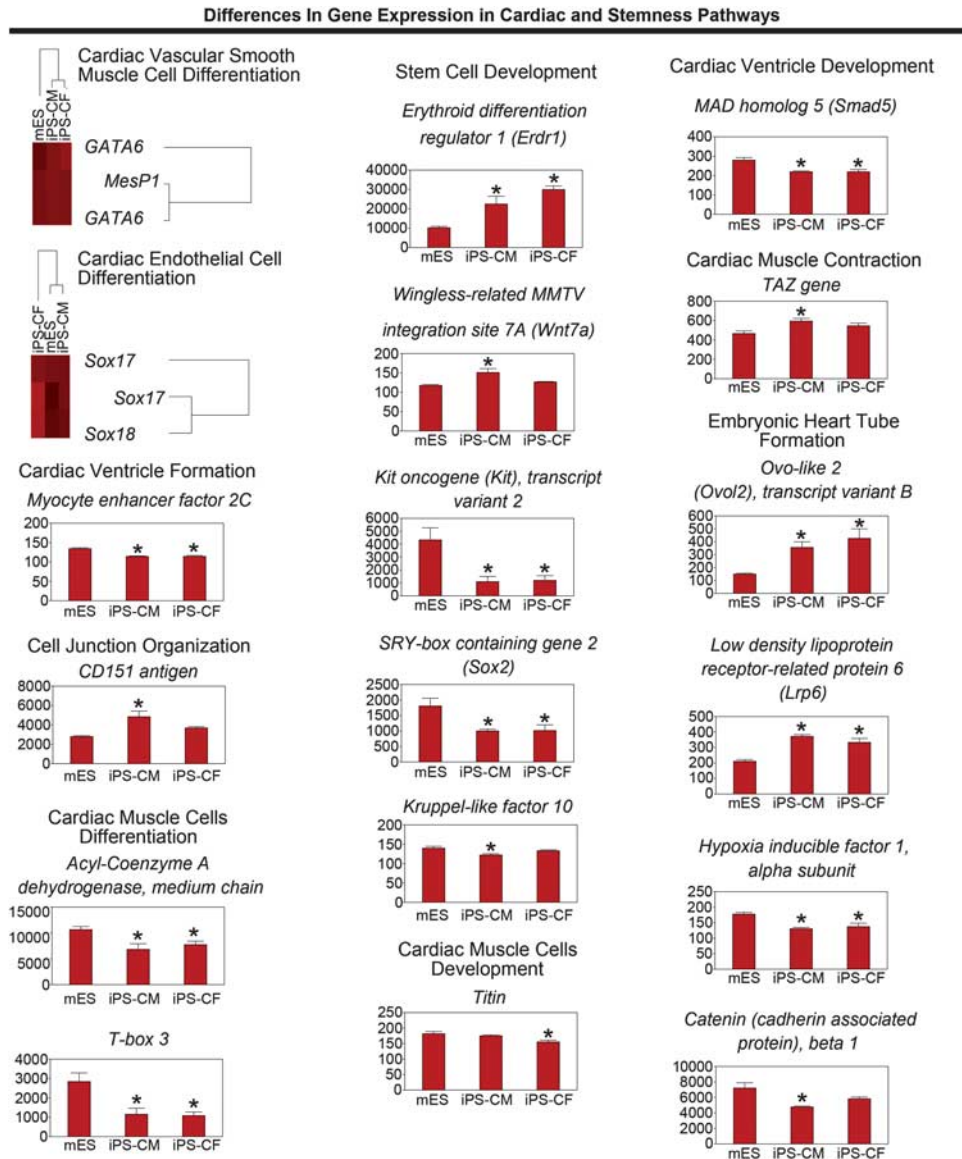 Differences In Gene Expression in Cardiac and Stemness Pathways
Cardiac Vascular Smooth
Muscle Cell Differentiation
mES
iPS-CM
iPS-CF
GATA6
MesP1
GATA6
Cardiac Endothelial Cell
Differentiation
iPS-CF
mES
iPS-CM
Sox17
Sox17
Sox18
Cardiac Ventricle Formation
Myocyte enhancer factor 2C
200
150
100
50
0
mES iPS-CM iPS-CF
* *
Cell Junction Organization
CD151 antigen
8000
6000
4000
2000
0
mES iPS-CM iPS-CF
*
Cardiac Muscle Cells
Differentiation
Acyl-Coenzyme A
dehydrogenase, medium chain
15000
10000
5000
0
mES iPS-CM iPS-CF
* *
T-box 3
4000
3000
2000
1000
0
mES iPS-CM iPS-CF
* *
Stem Cell Development
Erythroid differentiation
regulator 1 (Erdr1)
40000
30000
20000
10000
0
mES iPS-CM iPS-CF
* *
Wingless-related MMTV
integration site 7A (Wnt7a)
200
150
100
50
0
mES iPS-CM iPS-CF
*
Kit oncogene (Kit), transcript
variant 2
6000
5000
4000
3000
2000
1000
0
mES iPS-CM iPS-CF
* *
SRY-box containing gene 2
(Sox2)
2500
2000
1500
1000
500
0
mES iPS-CM iPS-CF
* *
Kruppel-like factor 10
200
150
100
50
0
mES iPS-CM iPS-CF
*
Cardiac Muscle Cells
Development
Titin
250
200
150
100
50
0
mES iPS-CM iPS-CF
*
Cardiac Ventricle Development
MAD homolog 5 (Smad5)
400
300
200
100
0
mES iPS-CM iPS-CF
* *
Cardiac Muscle Contraction
TAZ gene
800
600
400
200
0
mES iPS-CM iPS-CF
*
Embryonic Heart Tube
Formation
Ovo-like 2
(Ovol2), transcript variant B
600
500
400
300
200
100
0
mES iPS-CM iPS-CF
* *
Low density lipoprotein
receptor-related protein 6
(Lrp6)
500
400
300
200
100
0
mES iPS-CM iPS-CF
* *
Hypoxia inducible factor 1,
alpha subunit
250
200
150
100
50
0
mES iPS-CM iPS-CF
* *
Catenin (cadherin associated
protein), beta 1
10000
8000
6000
4000
2000
0
mES iPS-CM iPS-CF
*